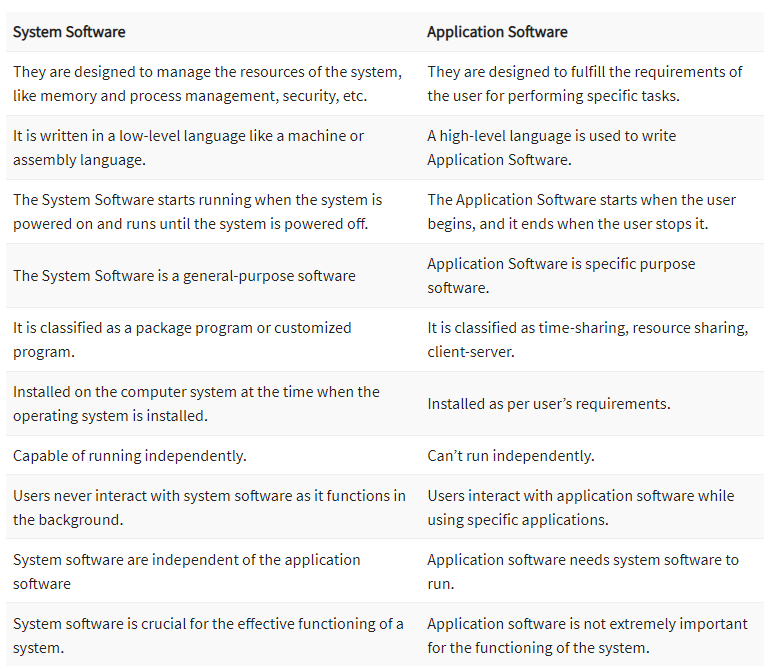 System Software
Application Software
They are designed to manage the resources of the system,
like memory and process management, security, etc.
They are designed to fulfill the requirements of
the user for performing specific tasks.
It is written in a low-level language like a machine or
assembly language.
A high-level language is used to write
Application Software.
The System Software starts running when the system is
powered on and runs until the system is powered off.
The Application Software starts when the user
begins, and it ends when the user stops it.
The System Software is a general-purpose software
Application Software is specific purpose
software.
It is classified as a package program or customized
program.
It is classified as time-sharing, resource sharing,
client-server.
Installed on the computer system at the time when the
operating system is installed.
Installed as per user’s requirements.
Capable of running independently.
Can’t run independently.
Users never interact with system software as it functions in
the background.
Users interact with application software while
using specific applications.
System software are independent of the application
software
Application software needs system software to
run.
System software is crucial for the effective functioning of a
system.
Application software is not extremely important
for the functioning of the system.